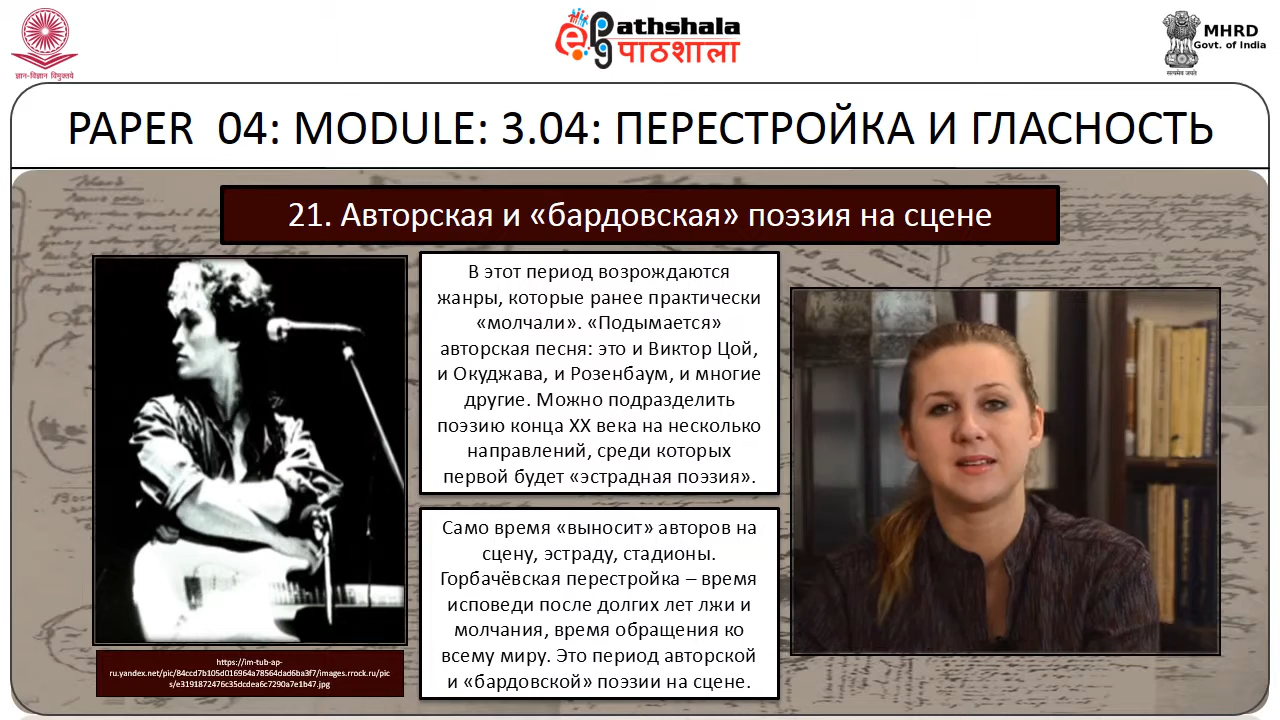 ज्ञान-विज्ञान विमुक्तये
ePathshala
पाठशाला
MHRD
Govt. of India
सत्यमेव जयते
PAPER 04: MODULE: 3.04: ПЕРЕСТРОЙКА И ГЛАСНОСТЬ
21. Авторская и «бардовская» поэзия на сцене
В этот период возрождаются
жанры, которые ранее практически
«молчали». «Подымается»
авторская песня: это и Виктор Цой,
и Окуджава, и Розенбаум, и многие
другие. Можно подразделить
поэзию конца XX века на несколько
направлений, среди которых
первой будет «эстрадная поэзия».
Само время «выносит» авторов на
сцену, эстраду, стадионы.
Горбачёвская перестройка – время
исповеди после долгих лет лжи и
молчания, время обращения ко
всему миру. Это период авторской
и «бардовской» поэзии на сцене.
https://im-tub-ap-
ru.yandex.net/pic/84ccd7b105d016964a78564dad6ba3f7/images.rrock.ru/pic
s/e3191872476c35dcdea6c7290a7e1b47.jpg